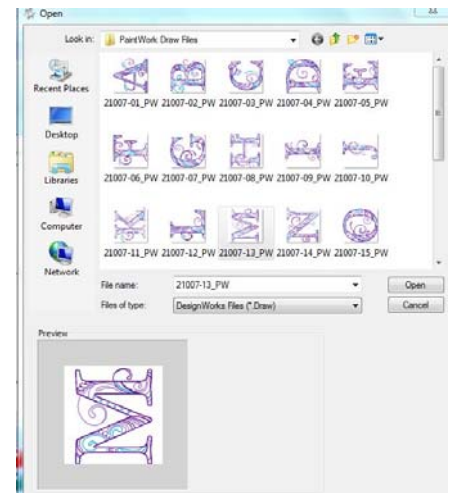 Open
Look in: PaintWork Draw Files
Recent Places
Desktop
Libraries
Computer
Network
21007-01_PW 21007-02_PW 21007-03_PW 21007-04_PW 21007-05_PW
21007-06_PW 21007-07_PW 21007-08_PW 21007-09_PW 21007-10_PW
21007-11_PW 21007-12_PW 21007-13_PW 21007-14_PW 21007-15_PW
File name: 21007-13_PW Open
Files of type: DesignWorks Files (*.Draw) Cancel
Preview